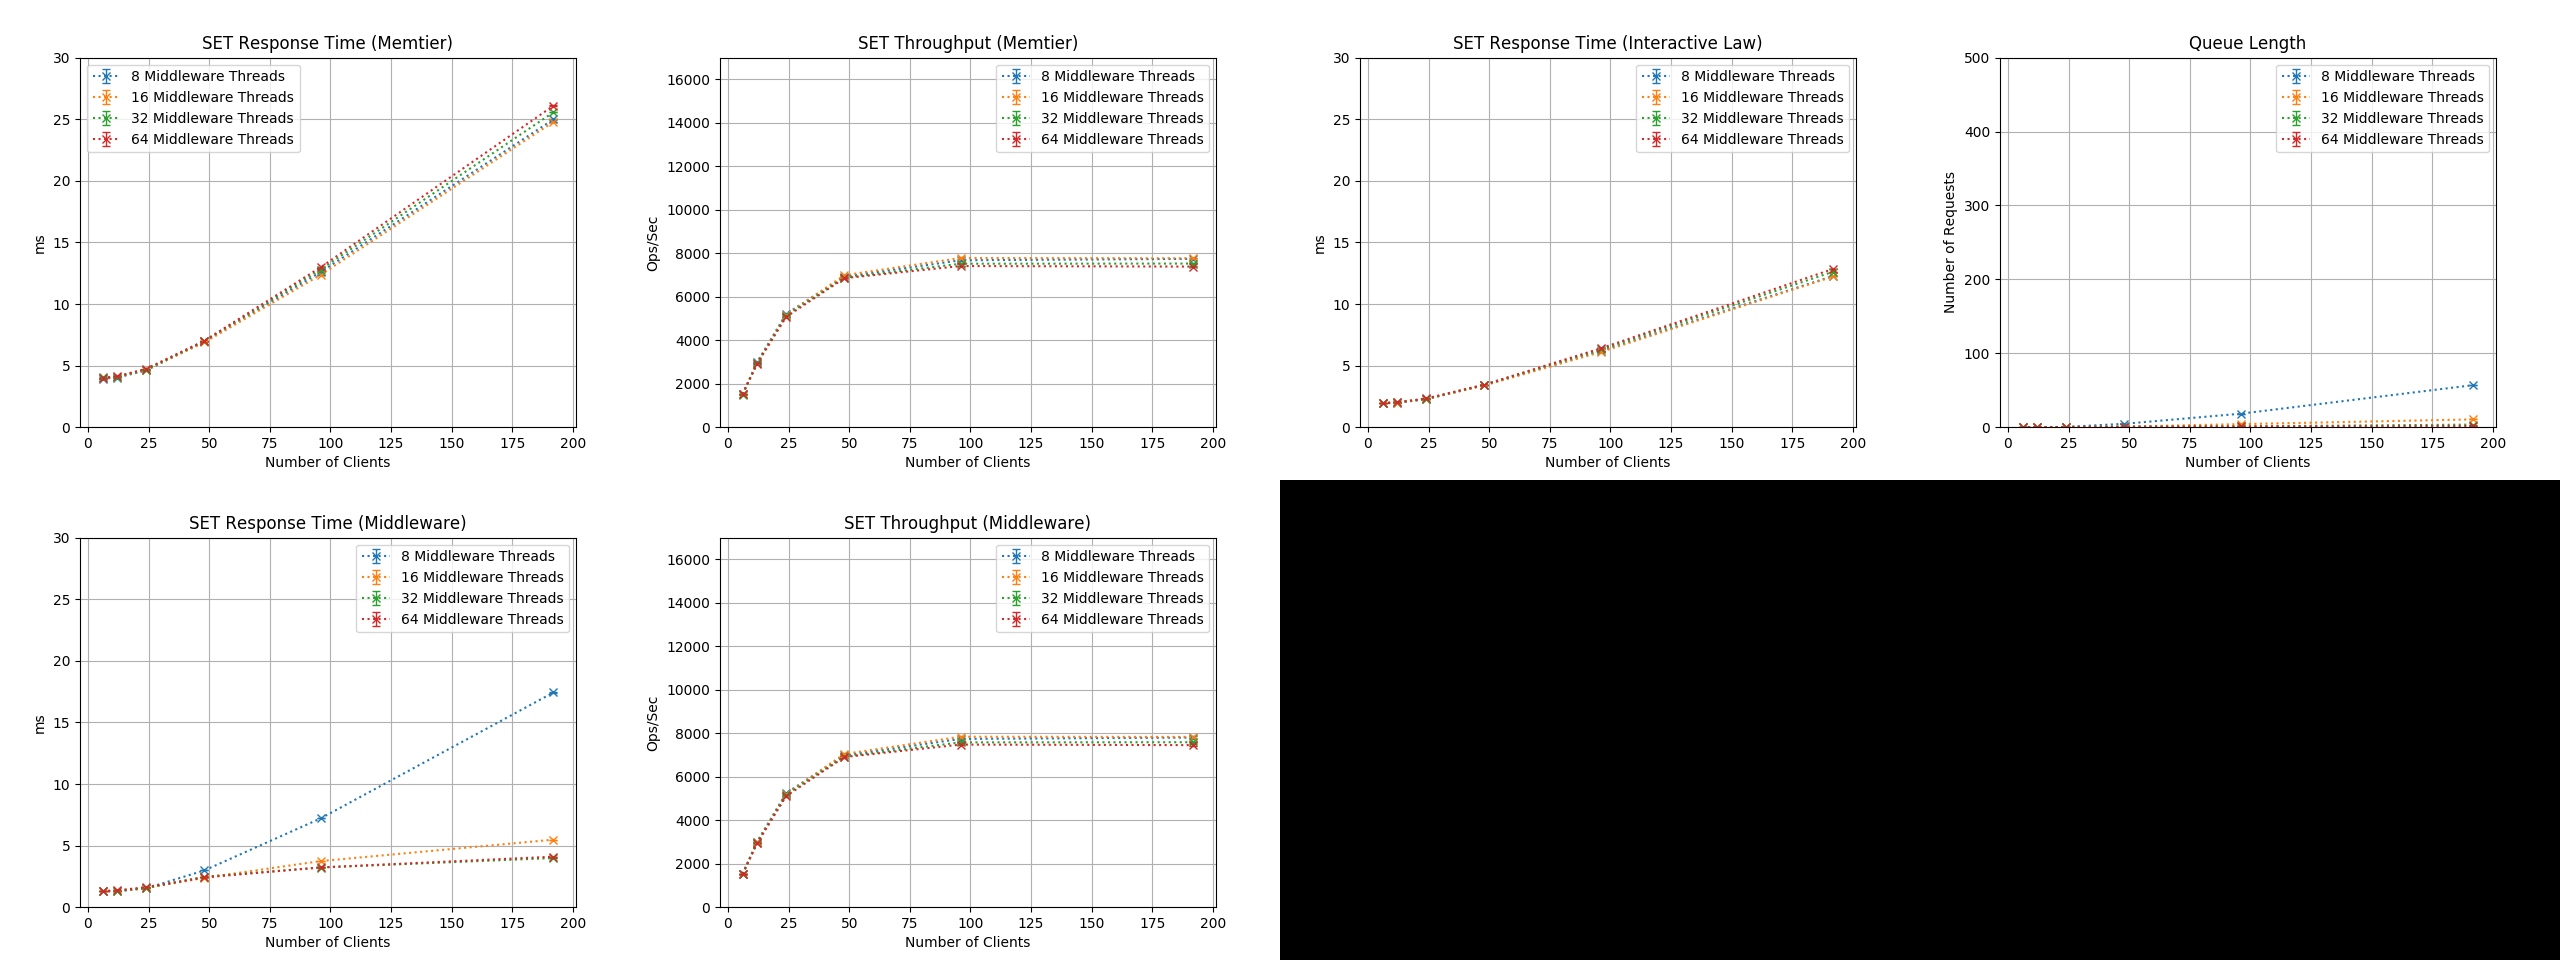 SET Response Time (Memtier)
30
25
20
15
10
5
0
ms
8 Middleware Threads
16 Middleware Threads
32 Middleware Threads
64 Middleware Threads
0 25 50 75 100 125 150 175 200
Number of Clients
SET Throughput (Memtier)
16000
14000
12000
10000
8000
6000
4000
2000
0
Ops/Sec
8 Middleware Threads
16 Middleware Threads
32 Middleware Threads
64 Middleware Threads
0 25 50 75 100 125 150 175 200
Number of Clients
SET Response Time (Interactive Law)
30
25
20
15
10
5
0
ms
8 Middleware Threads
16 Middleware Threads
32 Middleware Threads
64 Middleware Threads
0 25 50 75 100 125 150 175 200
Number of Clients
Queue Length
500
400
300
200
100
0
Number of Requests
8 Middleware Threads
16 Middleware Threads
32 Middleware Threads
64 Middleware Threads
0 25 50 75 100 125 150 175 200
Number of Clients
SET Response Time (Middleware)
30
25
20
15
10
5
0
ms
8 Middleware Threads
16 Middleware Threads
32 Middleware Threads
64 Middleware Threads
0 25 50 75 100 125 150 175 200
Number of Clients
SET Throughput (Middleware)
16000
14000
12000
10000
8000
6000
4000
2000
0
Ops/Sec
8 Middleware Threads
16 Middleware Threads
32 Middleware Threads
64 Middleware Threads
0 25 50 75 100 125 150 175 200
Number of Clients